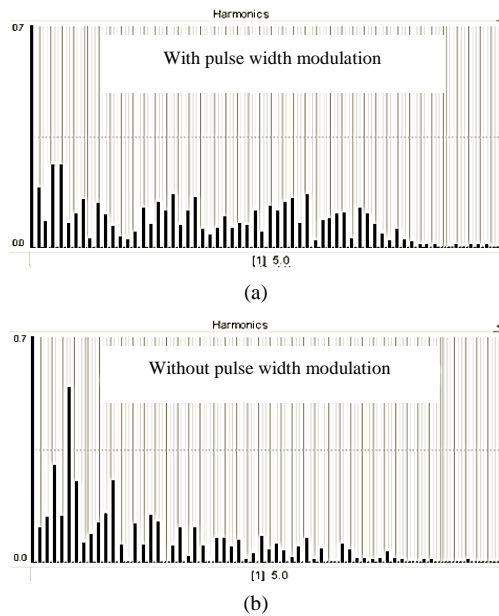 Harmonics
0.7
With pulse width modulation
0.0
[1] 5.0
(a)
Harmonics
0.7
Without pulse width modulation
0.0
[1] 5.0
(b)